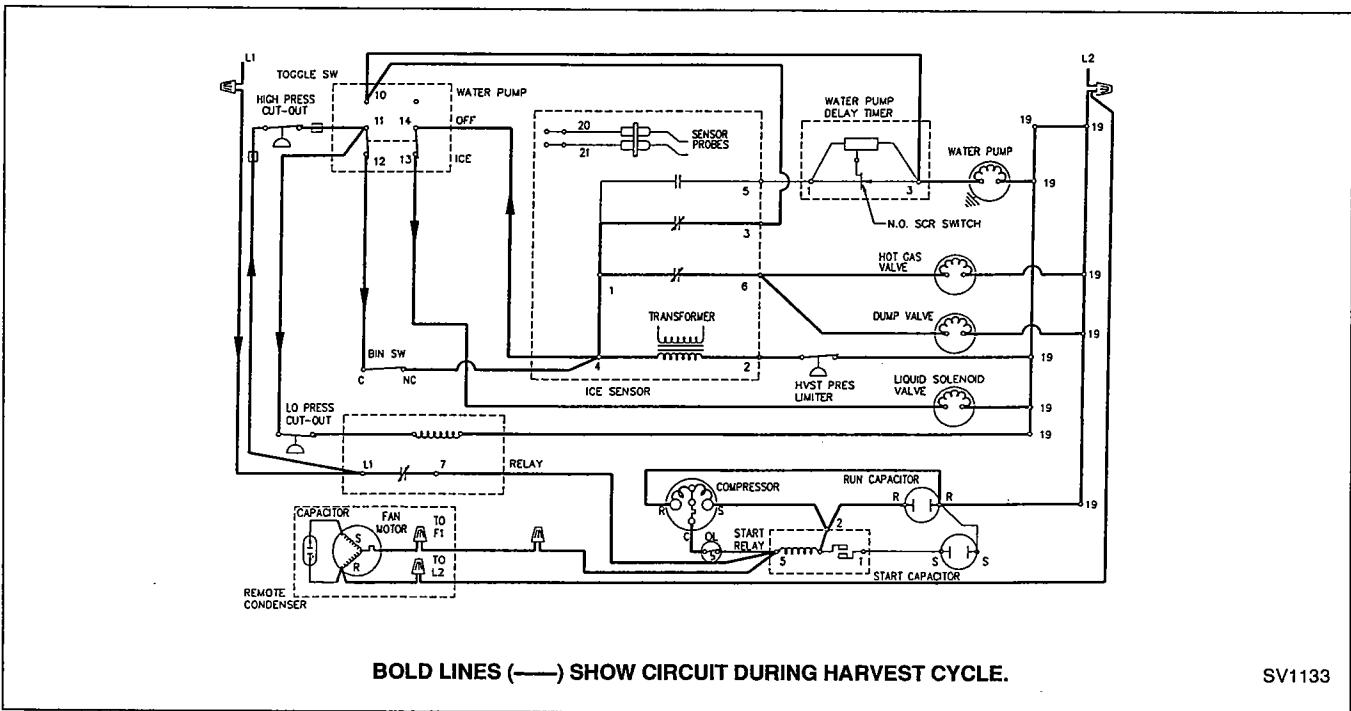 L1
L2
TOGGLE SW
10
WATER PUMP
HIGH PRESS
CUT-OUT
11
14
OFF
12
13
ICE
20
21
SENSOR
PROBES
WATER PUMP
DELAY TIMER
19
19
WATER PUMP
5
1
3
19
N.O. SCR SWITCH
3
HOT GAS
VALVE
1
6
19
TRANSFORMER
DUMP VALVE
19
BIN SW
C
NC
4
2
19
ICE SENSOR
HVST PRES
LIMITER
LIQUID SOLENOID
VALVE
19
LO PRESS
CUT-OUT
19
L1
7
RELAY
COMPRESSOR
RUN CAPACITOR
R
S
R
R
19
CAPACITOR
FAN
MOTOR
TO
F1
S
R
TO
L2
C
OL
START
RELAY
2
5
1
S
S
START CAPACITOR
REMOTE
CONDENSER
BOLD LINES (——) SHOW CIRCUIT DURING HARVEST CYCLE.
SV1133